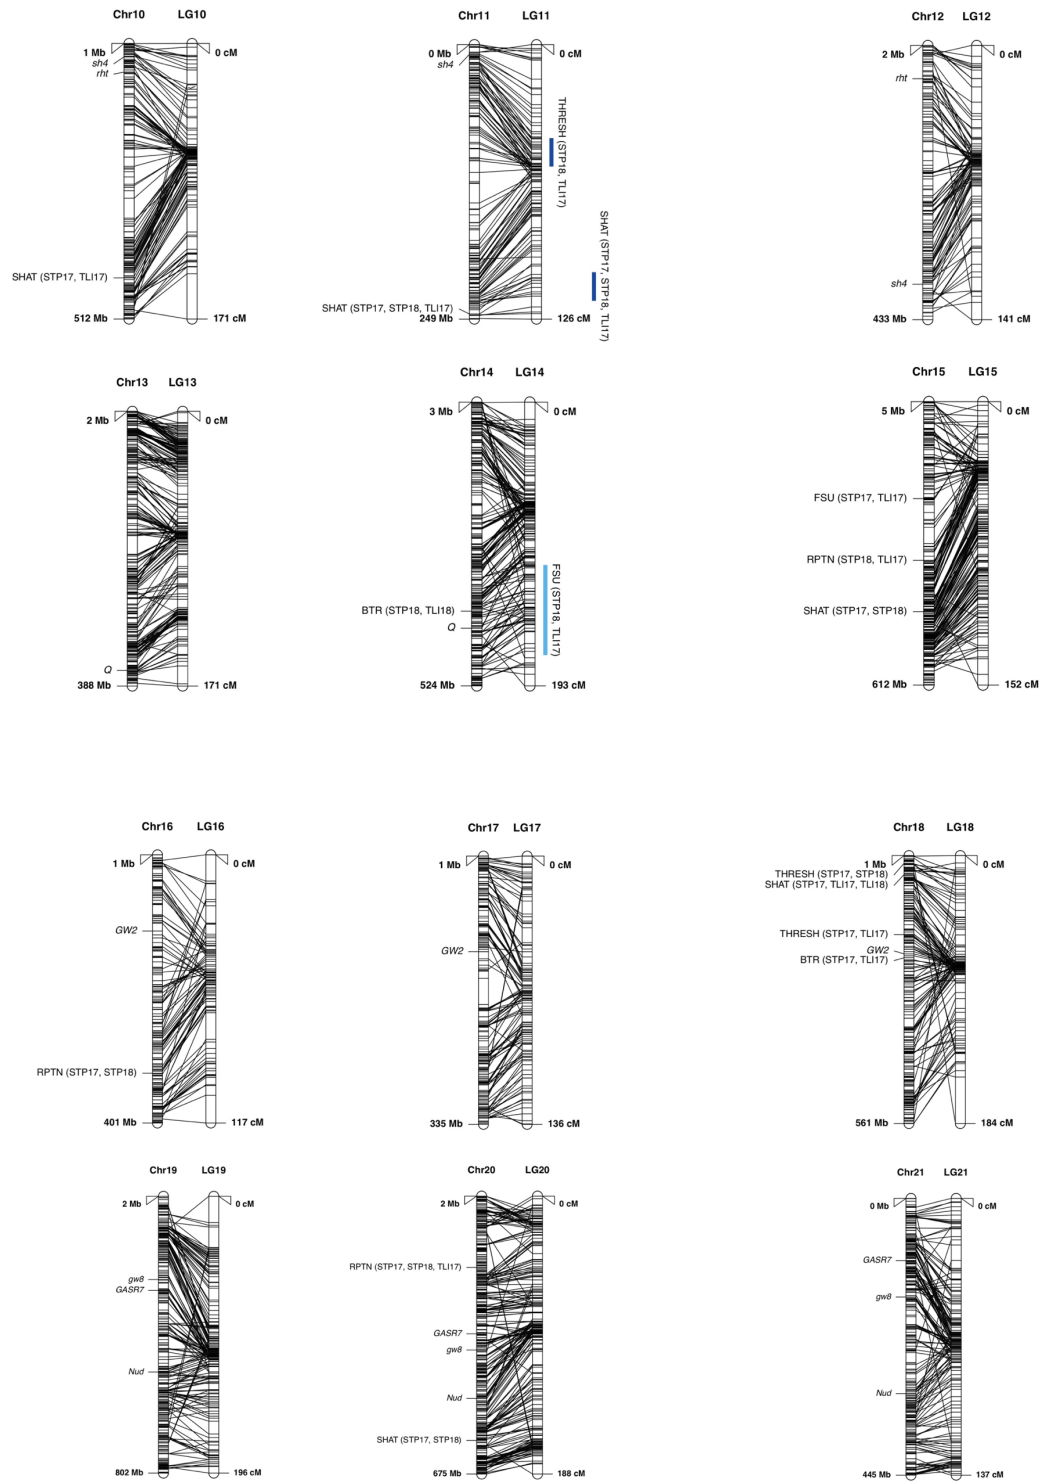 Chr10 LG10
1 Mb 0 cM
sh4
rht
SHAT (STP17, TLI17)
512 Mb 171 cM
Chr11 LG11
0 Mb 0 cM
sh4
THRESH (STP18, TLI17)
SHAT (STP17, STP18, TLI17)
SHAT (STP17, STP18, TLI17)
249 Mb 126 cM
Chr12 LG12
2 Mb 0 cM
rht
sh4
433 Mb 141 cM
Chr13 LG13
2 Mb 0 cM
Q
388 Mb 171 cM
Chr14 LG14
3 Mb 0 cM
FSU (STP18, TLI17)
BTR (STP18, TLI18)
Q
524 Mb 193 cM
Chr15 LG15
5 Mb 0 cM
FSU (STP17, TLI17)
RPTN (STP18, TLI17)
SHAT (STP17, STP18)
612 Mb 152 cM
Chr16 LG16
1 Mb 0 cM
GW2
RPTN (STP17, STP18)
401 Mb 117 cM
Chr17 LG17
1 Mb 0 cM
GW2
335 Mb 136 cM
Chr18 LG18
1 Mb 0 cM
THRESH (STP17, STP18)
SHAT (STP17, TLI17, TLI18)
THRESH (STP17, TLI17)
GW2
BTR (STP17, TLI17)
561 Mb 184 cM
Chr19 LG19
2 Mb 0 cM
gw8
GASR7
Nud
802 Mb 196 cM
Chr20 LG20
2 Mb 0 cM
RPTN (STP17, STP18, TLI17)
GASR7
gw8
Nud
SHAT (STP17, STP18)
675 Mb 188 cM
Chr21 LG21
0 Mb 0 cM
GASR7
gw8
Nud
445 Mb 137 cM